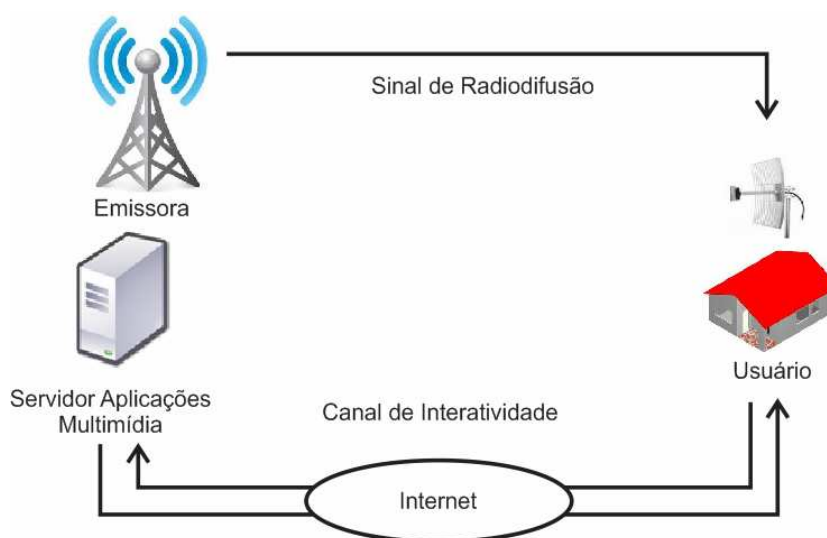 Sinal de Radiodifusão
Emissora
Usuário
Servidor Aplicações
Multimídia
Canal de Interatividade
Internet